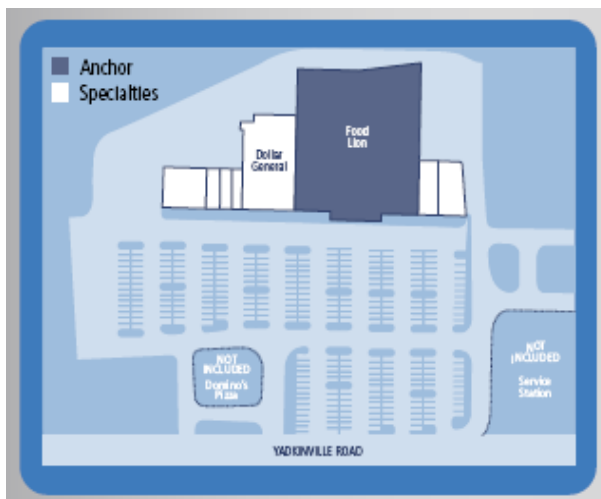 Anchor
Specialties
Food
Lion
Dollar
General
NOT
INCLUDED
Domino's
Pizza
NOT
INCLUDED
Service
Station
YADKINVILLE ROAD